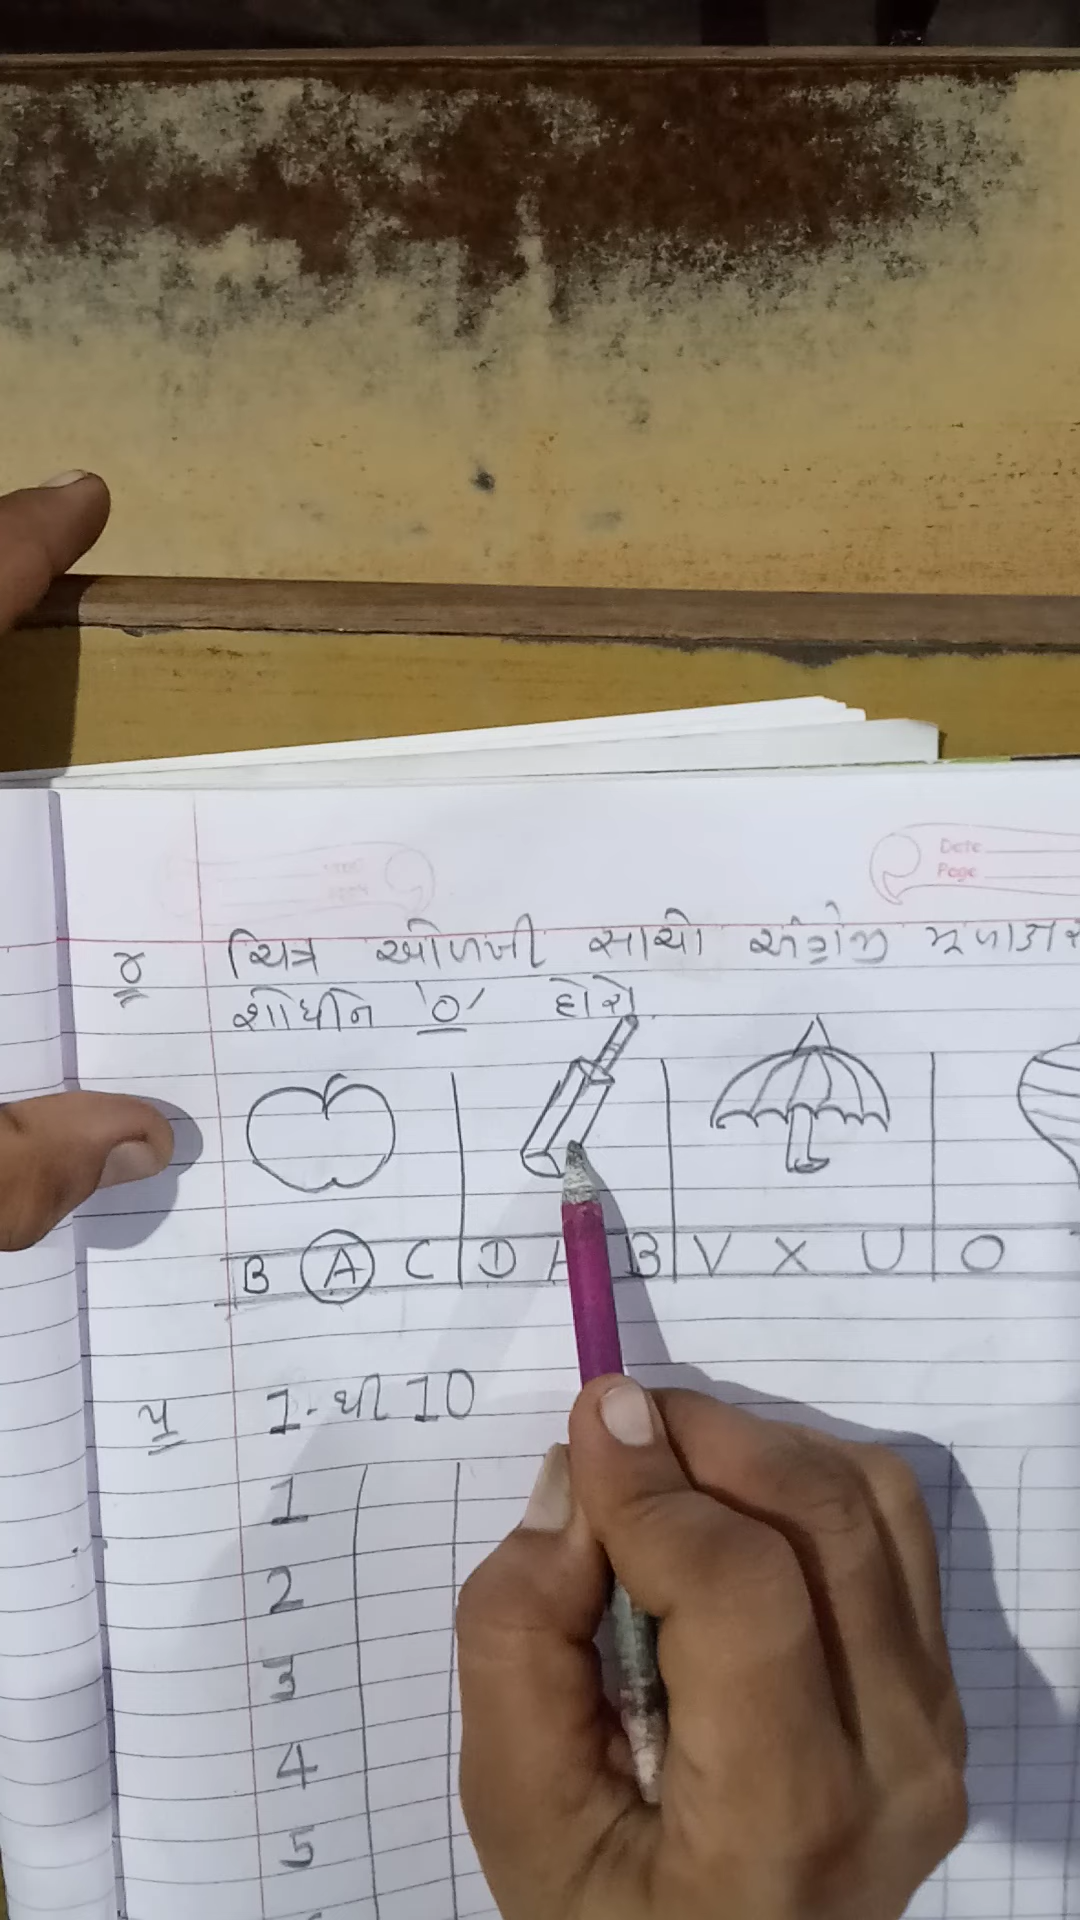 Date
Page
૪ ચિત્ર ઓળખી સાચો અંગ્રેજી મૂળાક્ષર
શોધીને '0' દોરો.
B A C D A B V X U O
૫ 1 થી 10
1
2
3
4
5